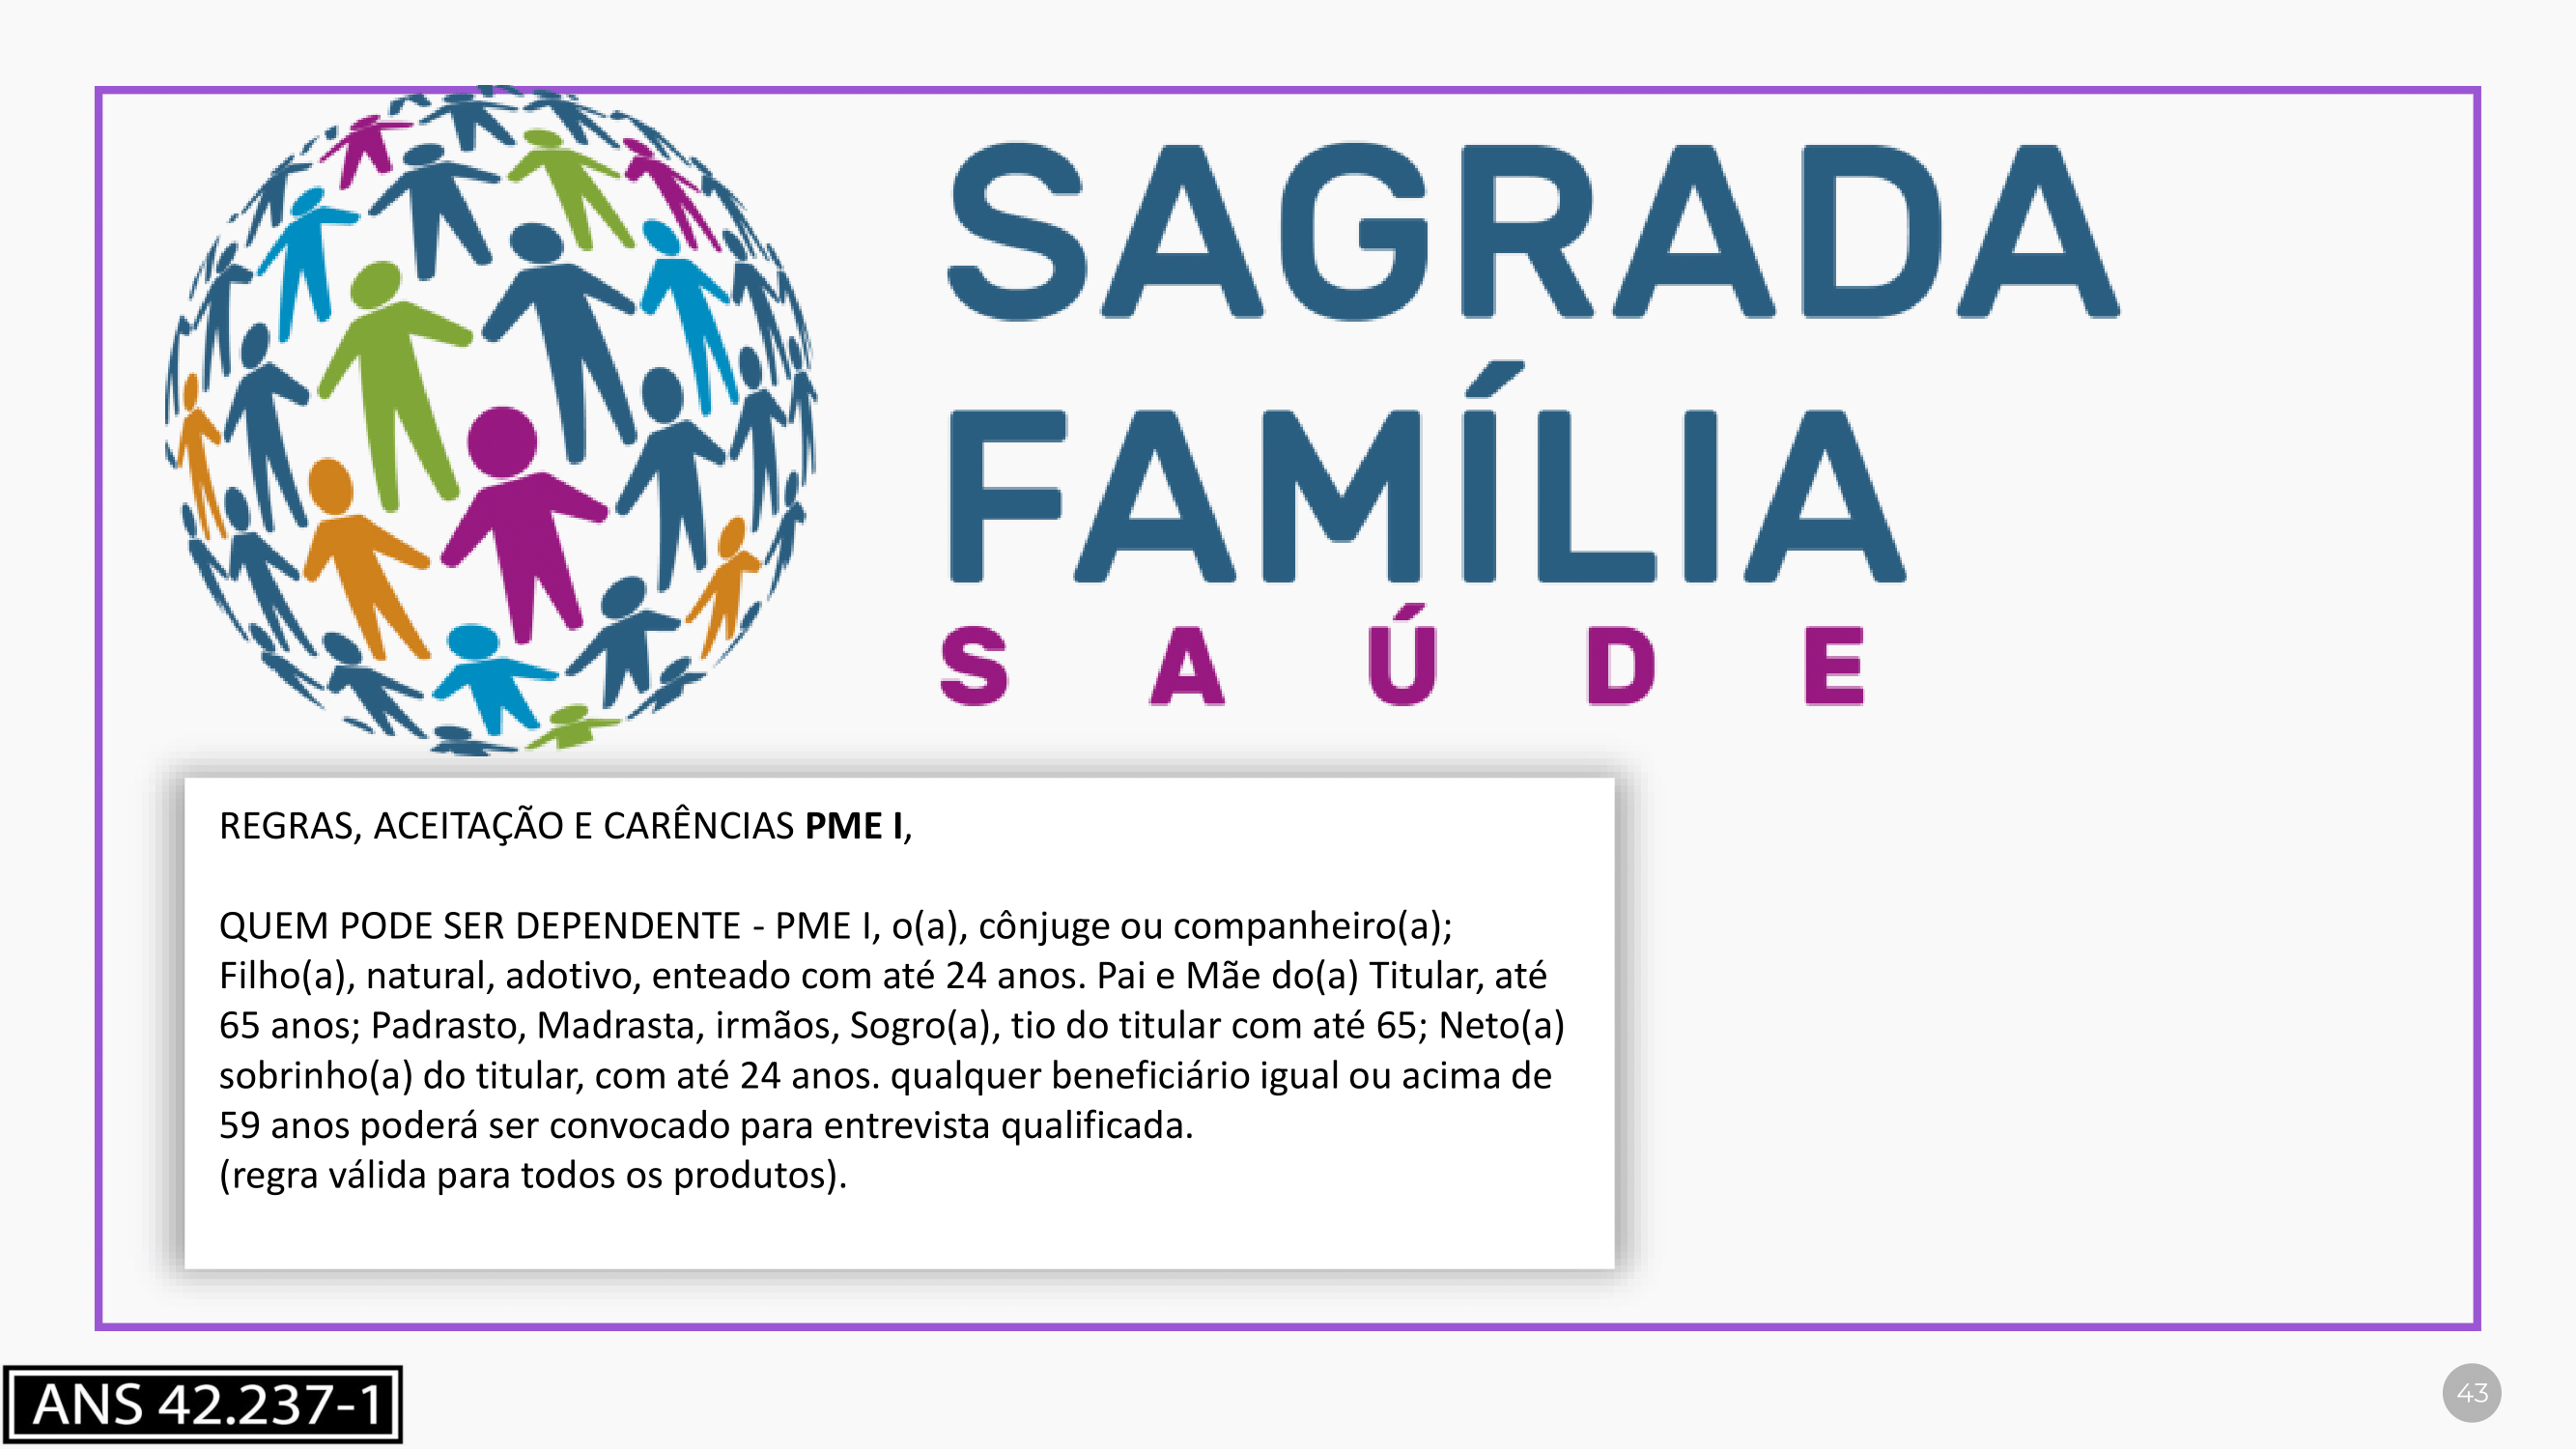 SAGRADA
FAMÍLIA
SAÚDE
REGRAS, ACEITAÇÃO E CARÊNCIAS PME I,
QUEM PODE SER DEPENDENTE - PME I, o(a), cônjuge ou companheiro(a);
Filho(a), natural, adotivo, enteado com até 24 anos. Pai e Mãe do(a) Titular, até
65 anos; Padrasto, Madrasta, irmãos, Sogro(a), tio do titular com até 65; Neto(a)
sobrinho(a) do titular, com até 24 anos. qualquer beneficiário igual ou acima de
59 anos poderá ser convocado para entrevista qualificada.
(regra válida para todos os produtos).
ANS 42.237-1
43